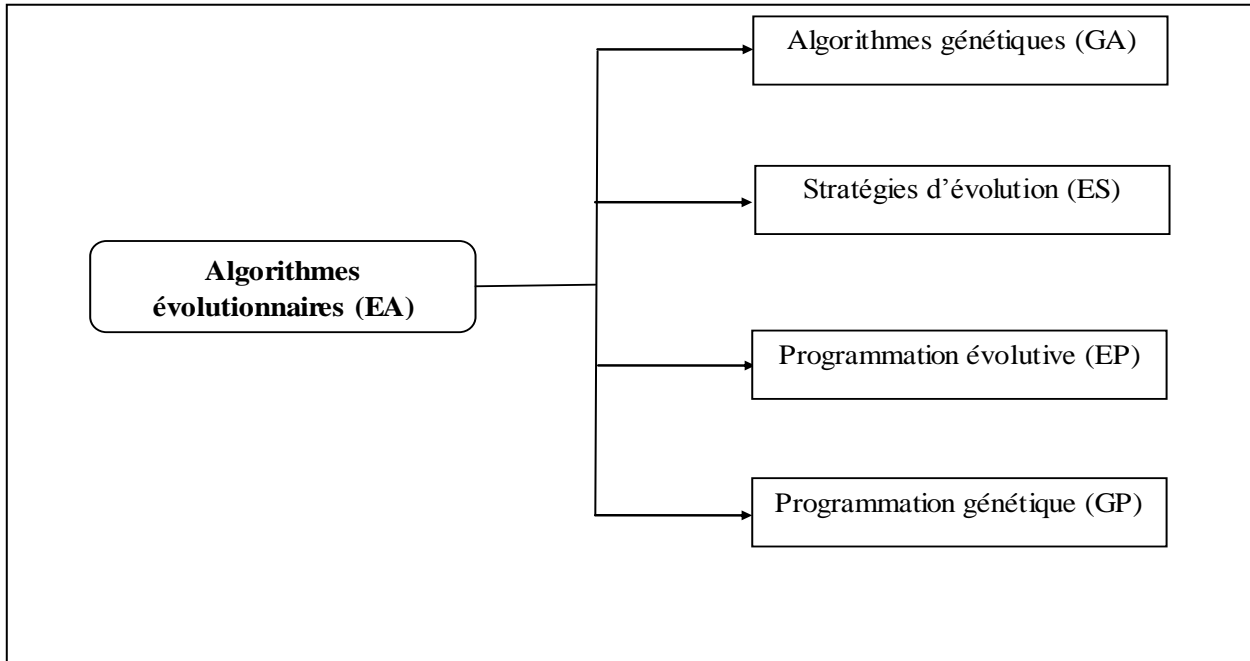 Algorithmes génétiques (GA)
Stratégies d’évolution (ES)
Algorithmes
évolutionnaires (EA)
Programmation évolutive (EP)
Programmation génétique (GP)